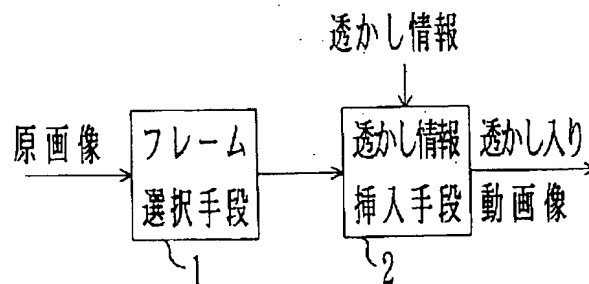 透かし情報
原画像
フレーム
選択手段
1
透かし情報
挿入手段
2
透かし入り
動画像